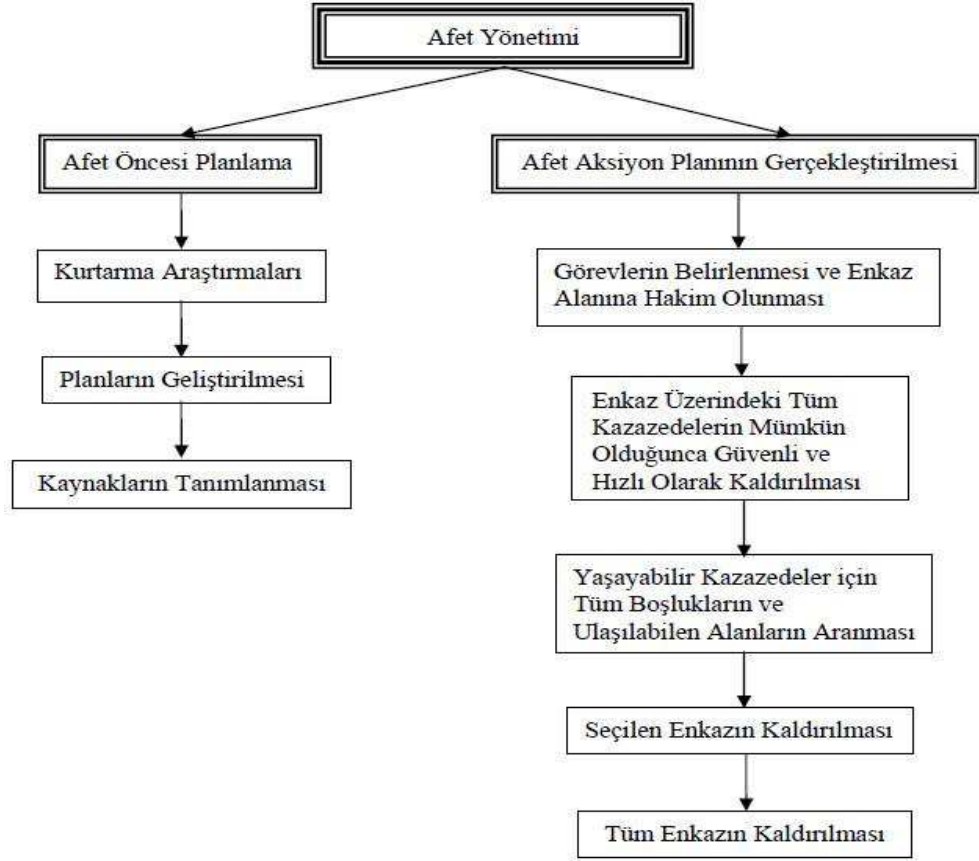 Afet Yönetimi
Afet Öncesi Planlama
Kurtarma Araştırmaları
Planların Geliştirilmesi
Kaynakların Tanımlanması
Afet Aksiyon Planının Gerçekleştirilmesi
Görevlerin Belirlenmesi ve Enkaz
Alanına Hakim Olunması
Enkaz Üzerindeki Tüm
Kazazedelerin Mümkün
Olduğunca Güvenli ve
Hızlı Olarak Kaldırılması
Yaşayabilir Kazazedeler için
Tüm Boşlukların ve
Ulaşılabilen Alanların Aranması
Seçilen Enkazın Kaldırılması
Tüm Enkazın Kaldırılması